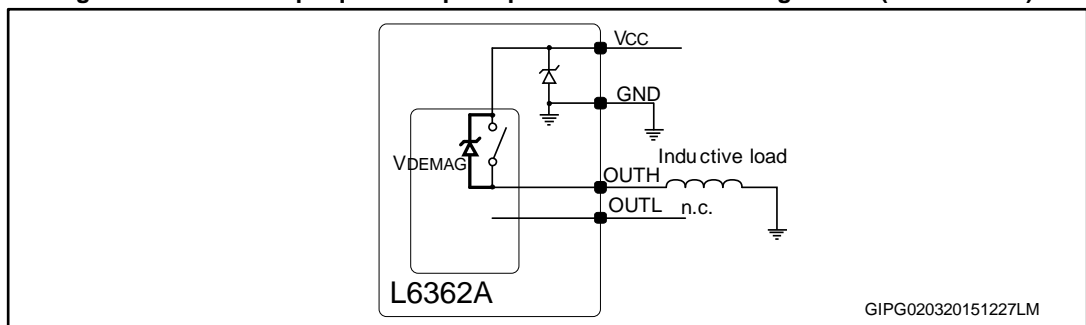 VCC
GND
VDEMAG
Inductive load
OUTH
OUTL n.c.
L6362A
GIPG020320151227LM